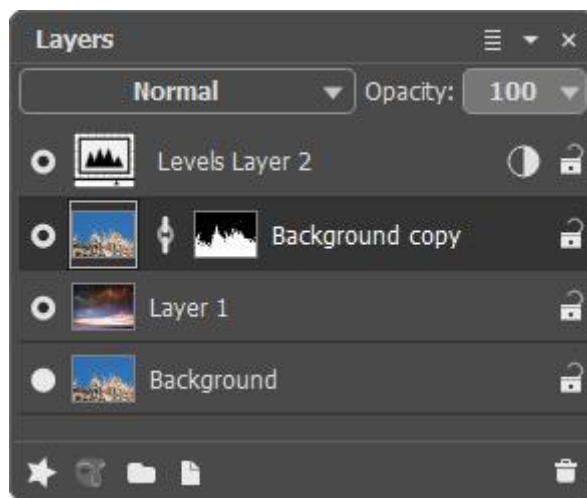 Layers
Normal Opacity: 100
Levels Layer 2
Background copy
Layer 1
Background